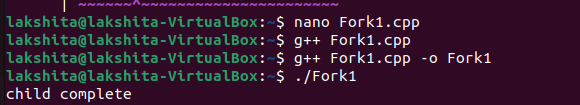 | ~~~~~~^~~~~~~~~~~~~~~~~~~~~~~
lakshita@lakshita-VirtualBox:~$ nano Fork1.cpp
lakshita@lakshita-VirtualBox:~$ g++ Fork1.cpp
lakshita@lakshita-VirtualBox:~$ g++ Fork1.cpp -o Fork1
lakshita@lakshita-VirtualBox:~$ ./Fork1
child complete